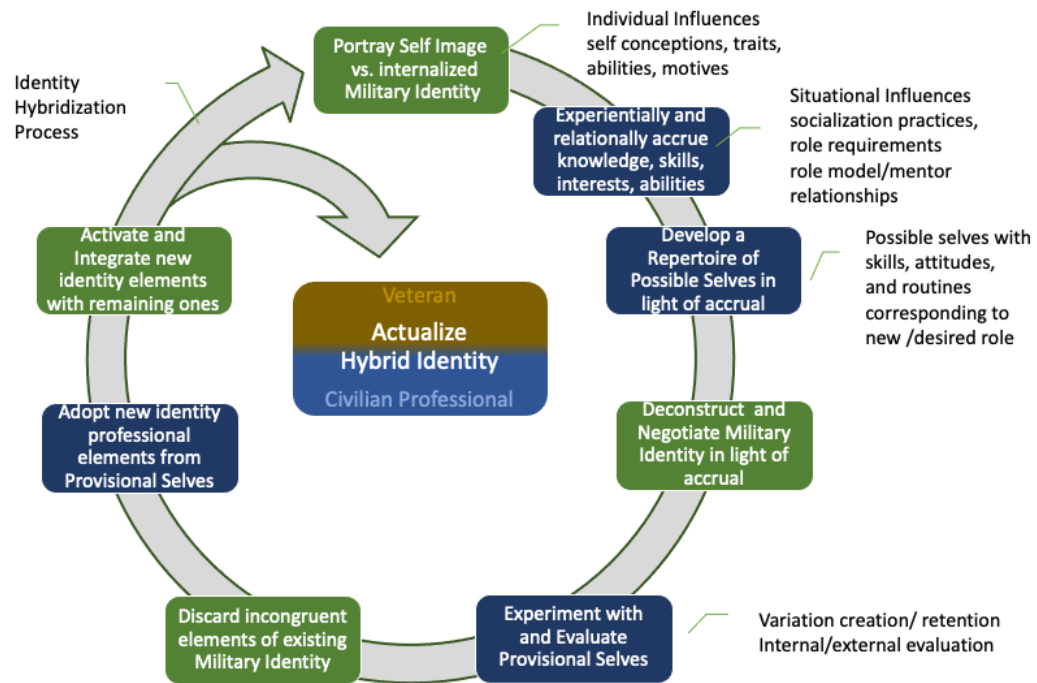 Portray Self Image
vs. internalized
Military Identity
Individual Influences
self conceptions, traits,
abilities, motives
Identity
Hybridization
Process
Experientially and
relationally accrue
knowledge, skills,
interests, abilities
Situational Influences
socialization practices,
role requirements
role model/mentor
relationships
Develop a
Repertoire of
Possible Selves in
light of accrual
Possible selves with
skills, attitudes,
and routines
corresponding to
new /desired role
Deconstruct and
Negotiate Military
Identity in light of
accrual
Experiment with
and Evaluate
Provisional Selves
Variation creation/ retention
Internal/external evaluation
Discard incongruent
elements of existing
Military Identity
Adopt new identity
professional
elements from
Provisional Selves
Activate and
Integrate new
identity elements
with remaining ones
Veteran
Actualize
Hybrid Identity
Civilian Professional